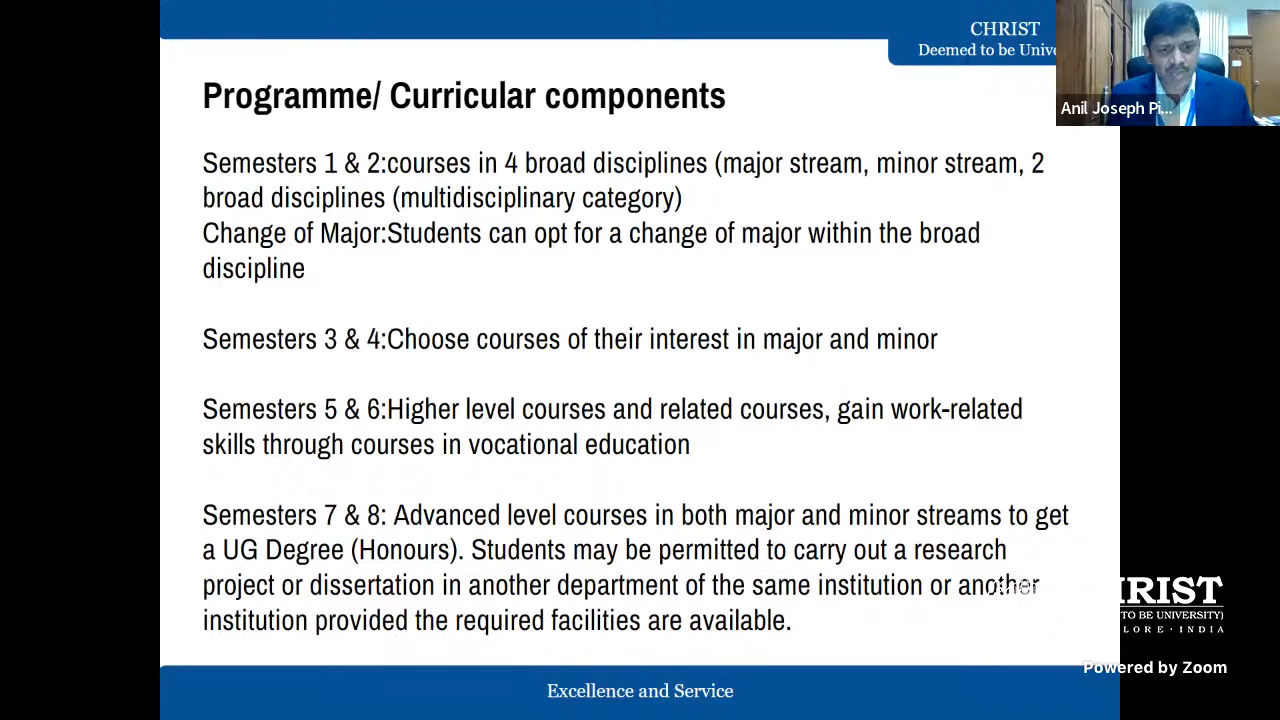 CHRIST
Deemed to be Unive
Anil Joseph Pi...
Programme/ Curricular components
Semesters 1 & 2:courses in 4 broad disciplines (major stream, minor stream, 2
broad disciplines (multidisciplinary category)
Change of Major:Students can opt for a change of major within the broad
discipline
Semesters 3 & 4:Choose courses of their interest in major and minor
Semesters 5 & 6:Higher level courses and related courses, gain work-related
skills through courses in vocational education
Semesters 7 & 8: Advanced level courses in both major and minor streams to get
a UG Degree (Honours). Students may be permitted to carry out a research
project or dissertation in another department of the same institution or another
institution provided the required facilities are available.
HRIST
TO BE UNIVERSITY)
LORE · INDIA
Powered by Zoom
Excellence and Service